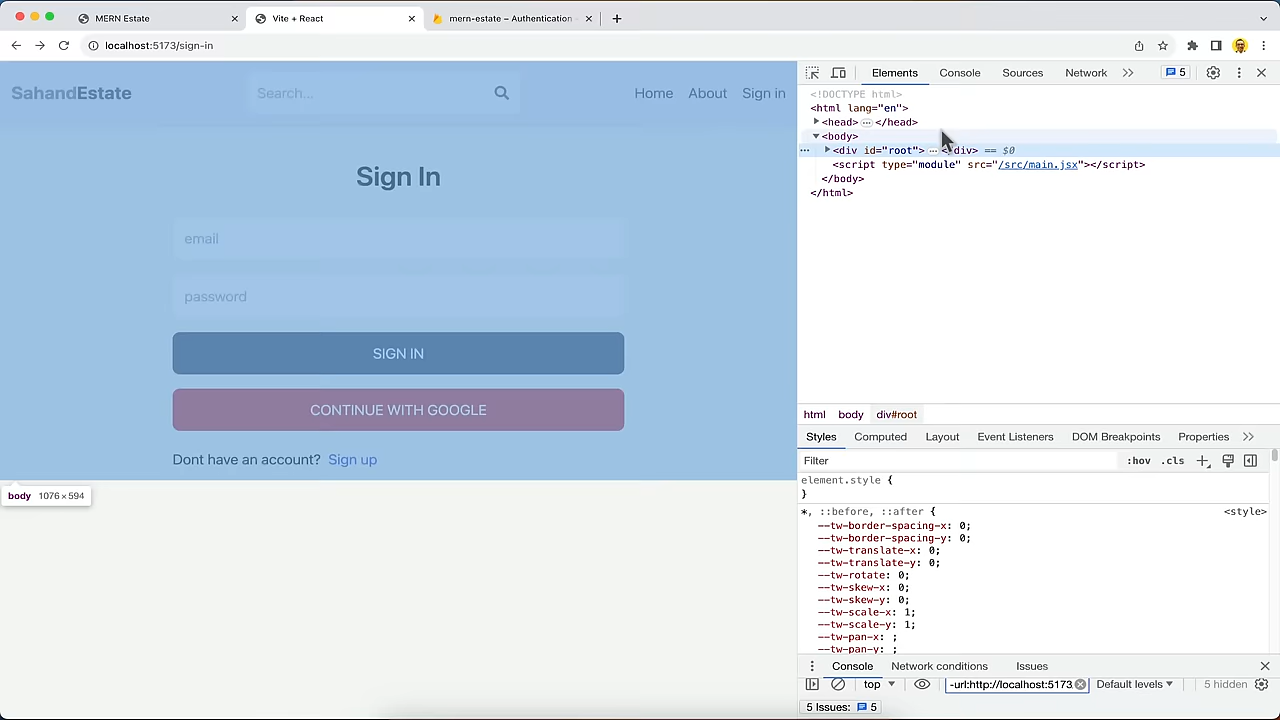 MERN Estate
Vite + React
mern-estate – Authentication
localhost:5173/sign-in
SahandEstate
Search...
Home
About
Sign in
Sign In
email
password
SIGN IN
CONTINUE WITH GOOGLE
Dont have an account? Sign up
body 1076 × 594
Elements
Console
Sources
Network
5
<!DOCTYPE html>
<html lang="en">
<head> … </head>
<body>
<div id="root"> … </div> == $0
<script type="module" src="/src/main.jsx"></script>
</body>
</html>
html
body
div#root
Styles
Computed
Layout
Event Listeners
DOM Breakpoints
Properties
Filter
:hov
.cls
element.style {
}
*, ::before, ::after {
<style>
--tw-border-spacing-x: 0;
--tw-border-spacing-y: 0;
--tw-translate-x: 0;
--tw-translate-y: 0;
--tw-rotate: 0;
--tw-skew-x: 0;
--tw-skew-y: 0;
--tw-scale-x: 1;
--tw-scale-y: 1;
--tw-pan-x: ;
--tw-pan-y: ;
Console
Network conditions
Issues
top
-url:http://localhost:5173
Default levels
5 hidden
5 Issues: 5